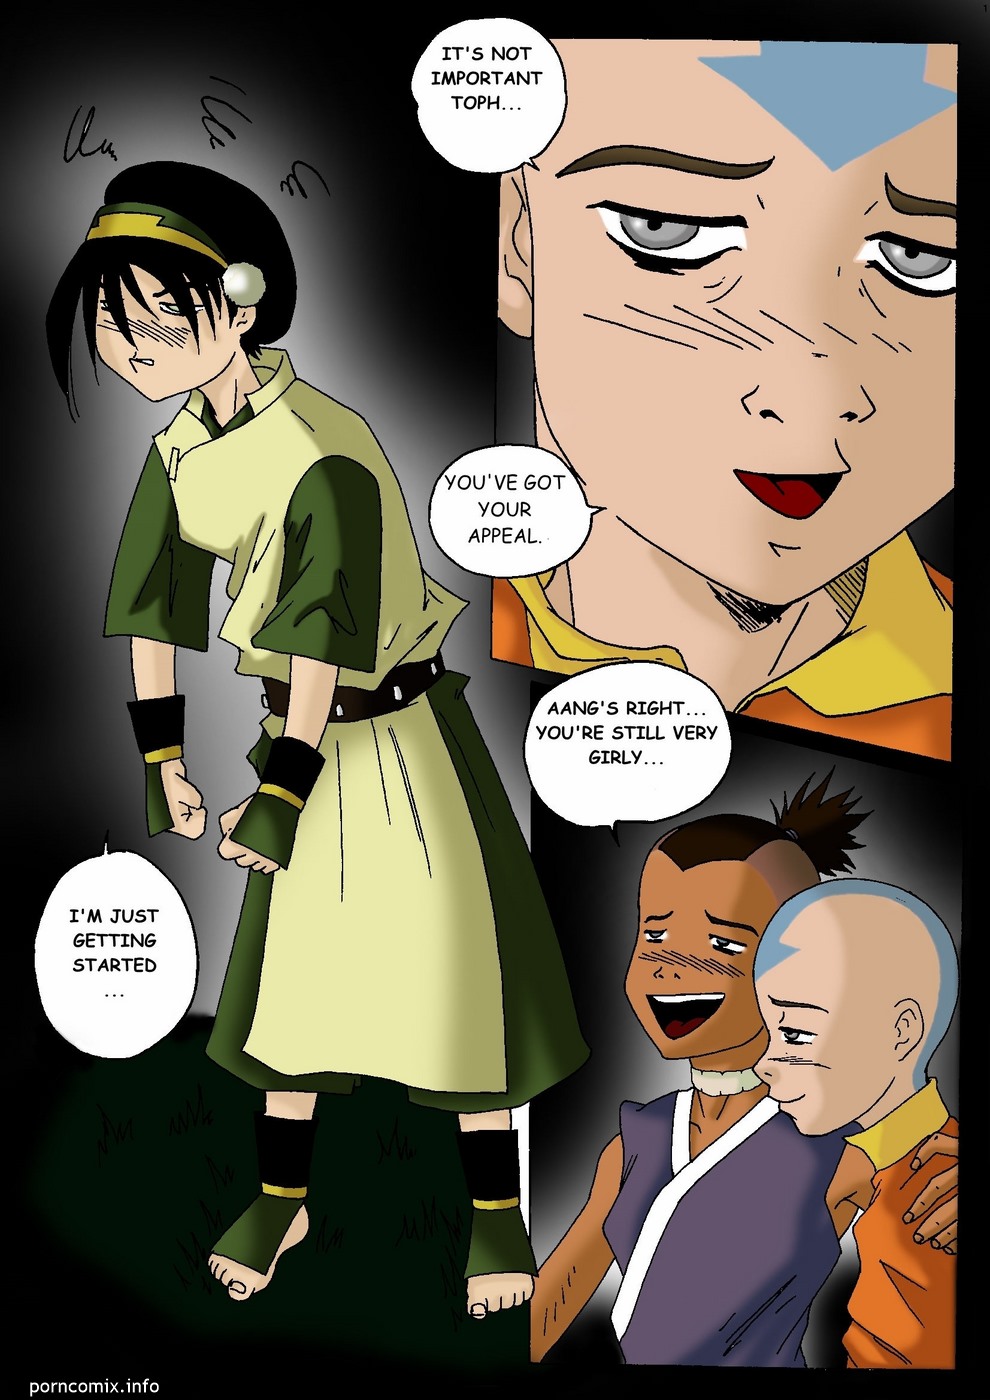 IT'S NOT
IMPORTANT
TOPH...
YOU'VE GOT
YOUR
APPEAL.
AANG'S RIGHT...
YOU'RE STILL VERY
GIRLY...
I'M JUST
GETTING
STARTED
...
porncomix.info